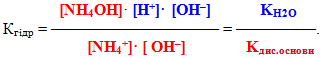 Kгідр = [NH4OH]· [H⁺]· [OH⁻] / [NH4⁺]· [ OH⁻] = KH2O / Kдис.основи.